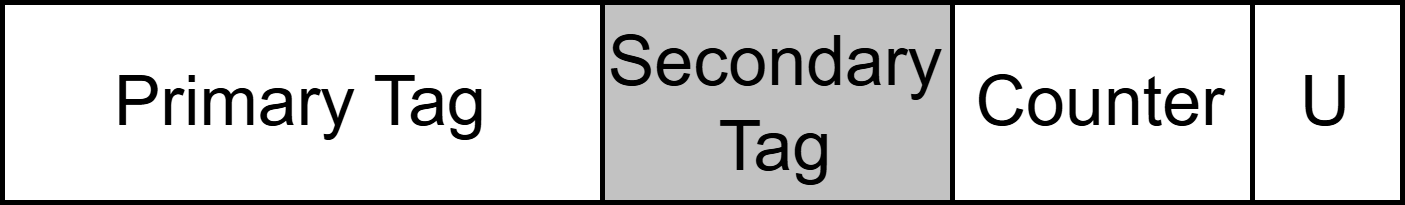 Primary Tag
Secondary
Tag
Counter
U